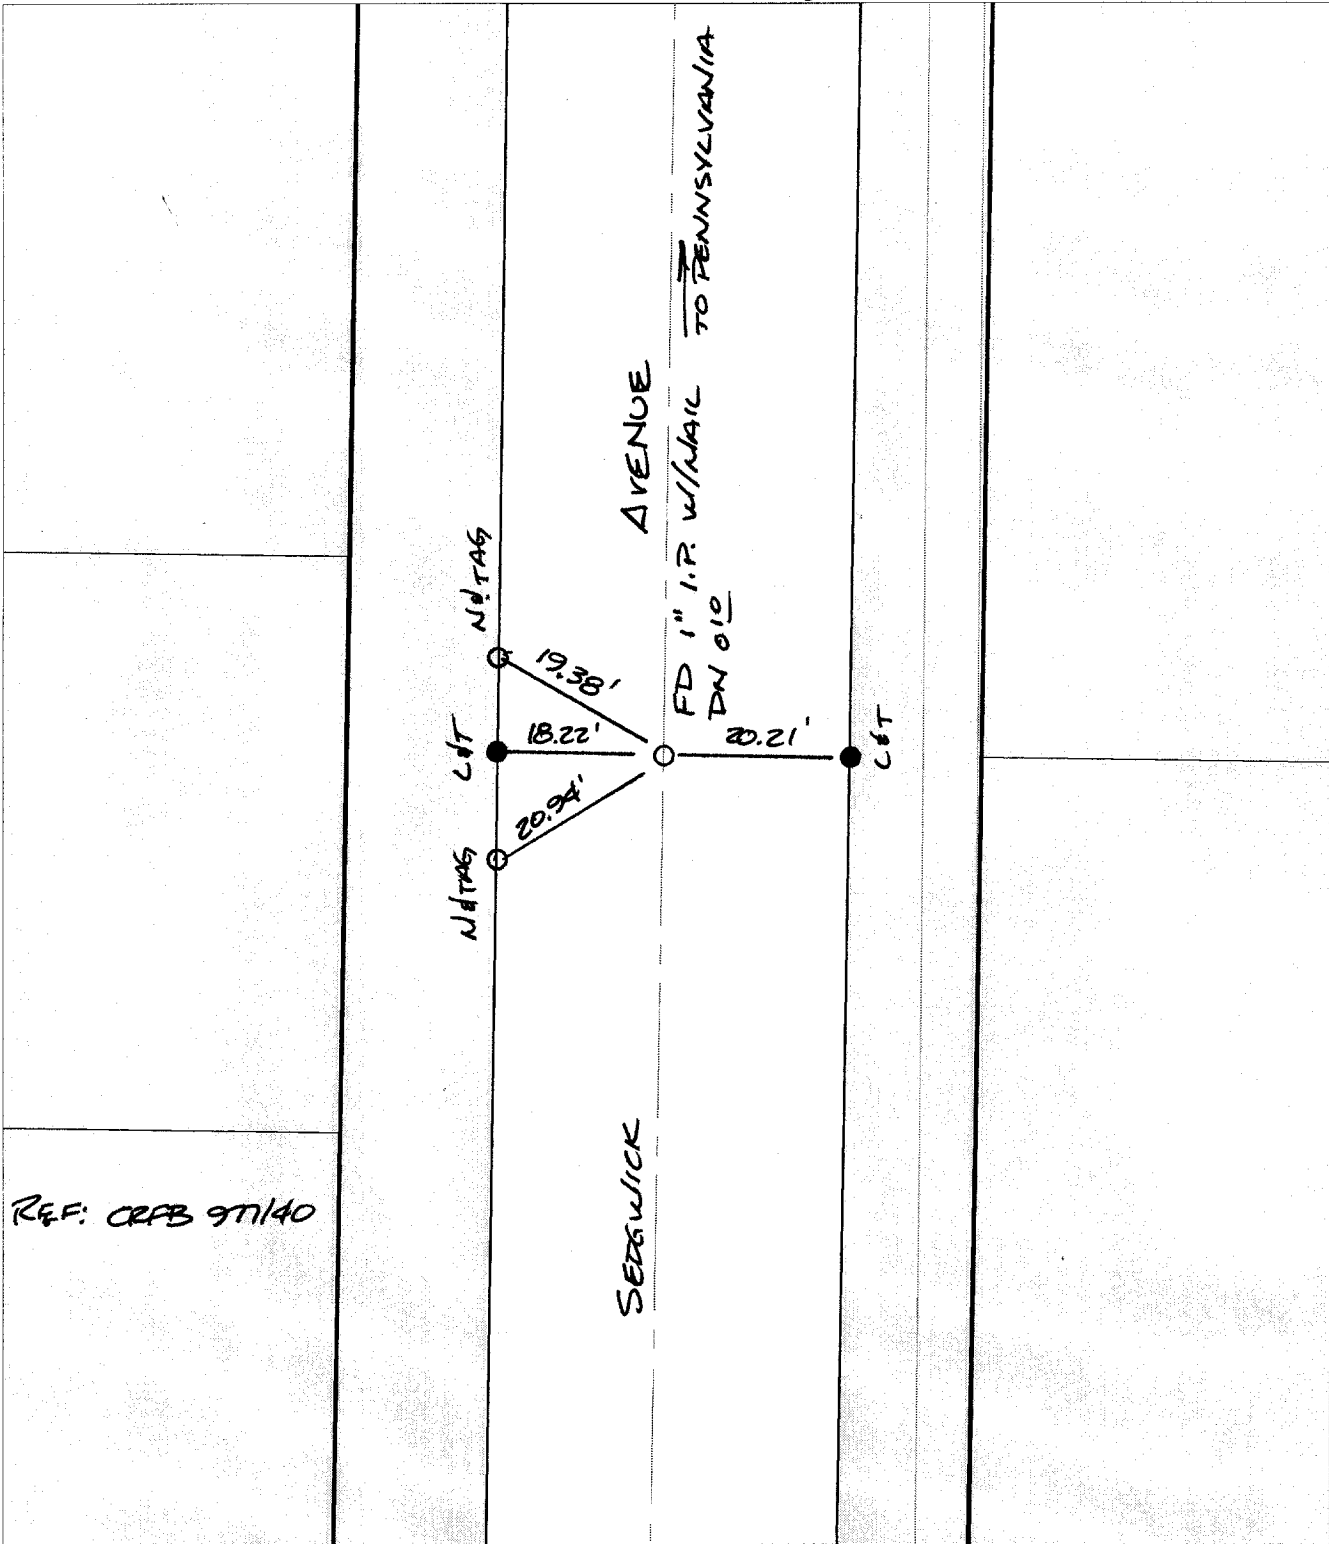 SEDGWICK AVENUE
TO PENNSYLVANIA
FD 1" I.P. W/NAIL
DN 010
N&TAG
19.38'
L&T
18.22'
20.21'
L&T
20.94'
N&TAG
REF: CRFB 977/40